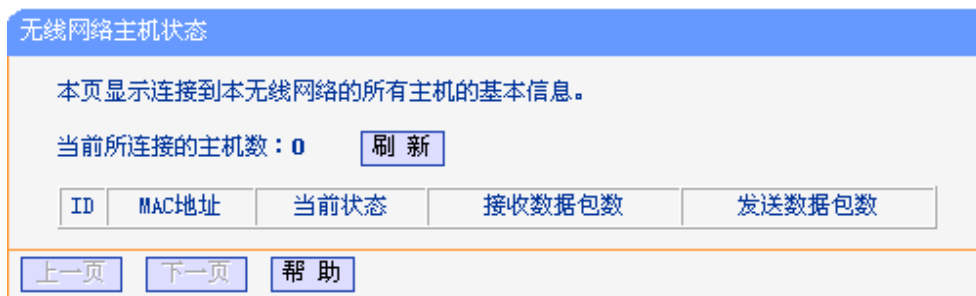 无线网络主机状态
本页显示连接到本无线网络的所有主机的基本信息。
当前所连接的主机数：0 刷 新
ID MAC地址 当前状态 接收数据包数 发送数据包数
上一页 下一页 帮 助